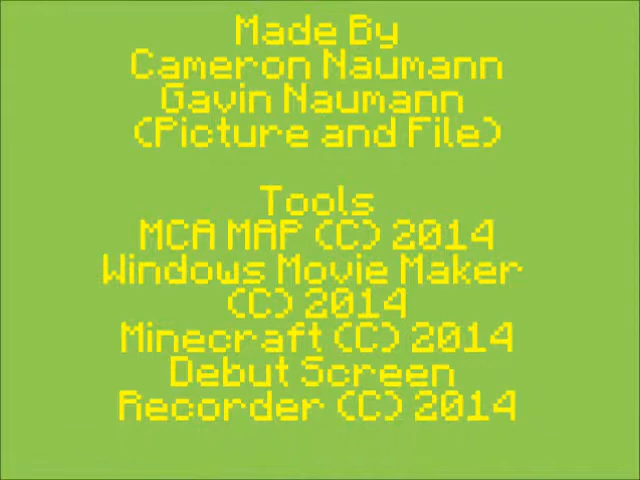 Made By
Cameron Naumann
Gavin Naumann
(Picture and File)
Tools
MCA MAP (C) 2014
Windows Movie Maker
(C) 2014
Minecraft (C) 2014
Debut Screen
Recorder (C) 2014